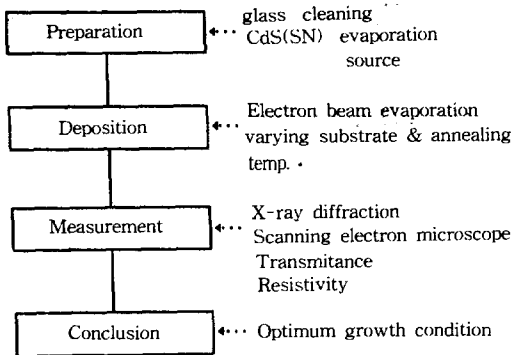 Preparation
glass cleaning
CdS(SN) evaporation
source
Deposition
Electron beam evaporation
varying substrate & annealing
temp.
Measurement
X-ray diffraction
Scanning electron microscope
Transmitance
Resistivity
Conclusion
Optimum growth condition